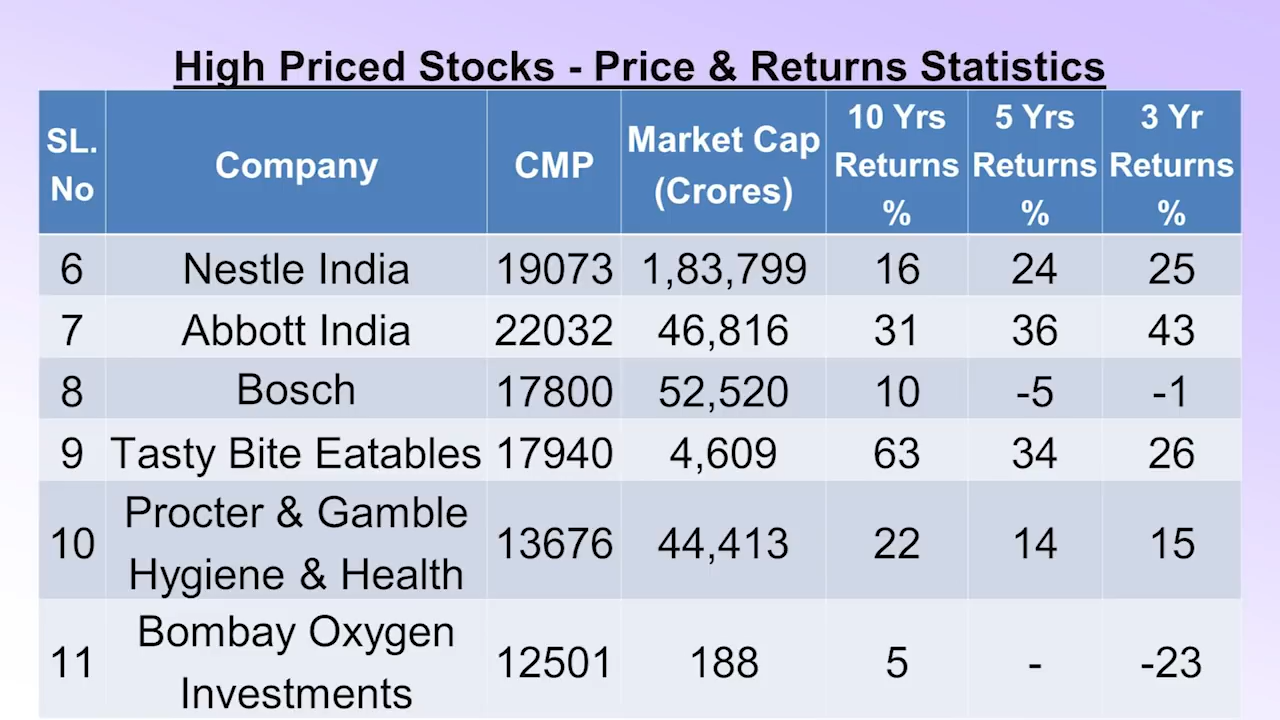 High Priced Stocks - Price & Returns Statistics
SL. No | Company | CMP | Market Cap (Crores) | 10 Yrs Returns % | 5 Yrs Returns % | 3 Yr Returns %
6 | Nestle India | 19073 | 1,83,799 | 16 | 24 | 25
7 | Abbott India | 22032 | 46,816 | 31 | 36 | 43
8 | Bosch | 17800 | 52,520 | 10 | -5 | -1
9 | Tasty Bite Eatables | 17940 | 4,609 | 63 | 34 | 26
10 | Procter & Gamble Hygiene & Health | 13676 | 44,413 | 22 | 14 | 15
11 | Bombay Oxygen Investments | 12501 | 188 | 5 | - | -23